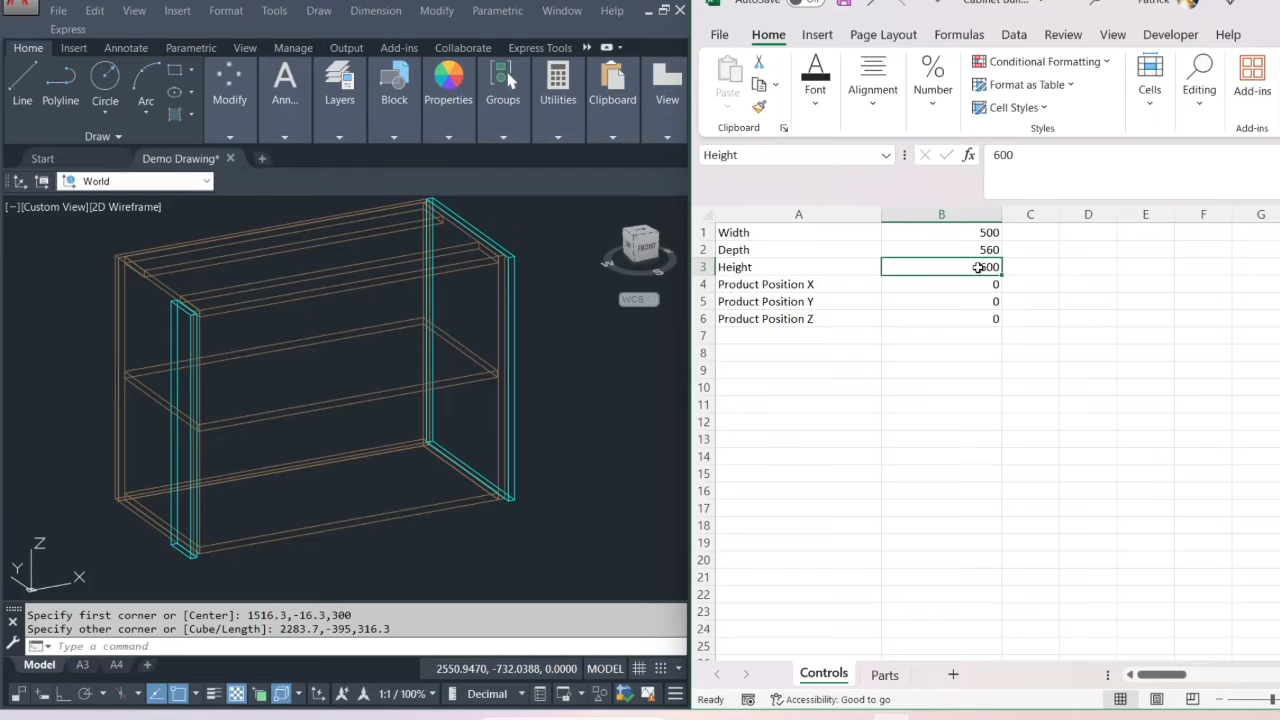 File Edit View Insert Format Tools Draw Dimension Modify Parametric Window Help
Express
Home Insert Annotate Parametric View Manage Output Add-ins Collaborate Express Tools
Line Polyline Circle Arc Modify Ann... Layers Block Properties Groups Utilities Clipboard View
Draw
Start Demo Drawing*
World
[−][Custom View][2D Wireframe]
FRONT
W S
WCS
Z
Y
X
Specify first corner or [Center]: 1516.3,-16.3,300
Specify other corner or [Cube/Length]: 2283.7,-395,316.3
Type a command
Model A3 A4
2550.9470, -732.0388, 0.0000 MODEL
1:1 / 100% Decimal
AutoSave Off Cabinet Buil... Patrick
File Home Insert Page Layout Formulas Data Review View Developer Help
Paste Font Alignment Number Conditional Formatting Format as Table Cell Styles Cells Editing Add-ins
Clipboard Styles Add-ins
Height fx 600
A B C D E F G
1 Width 500
2 Depth 560
3 Height 600
4 Product Position X 0
5 Product Position Y 0
6 Product Position Z 0
7
8
9
10
11
12
13
14
15
16
17
18
19
20
21
22
23
24
25
Controls Parts
Ready Accessibility: Good to go